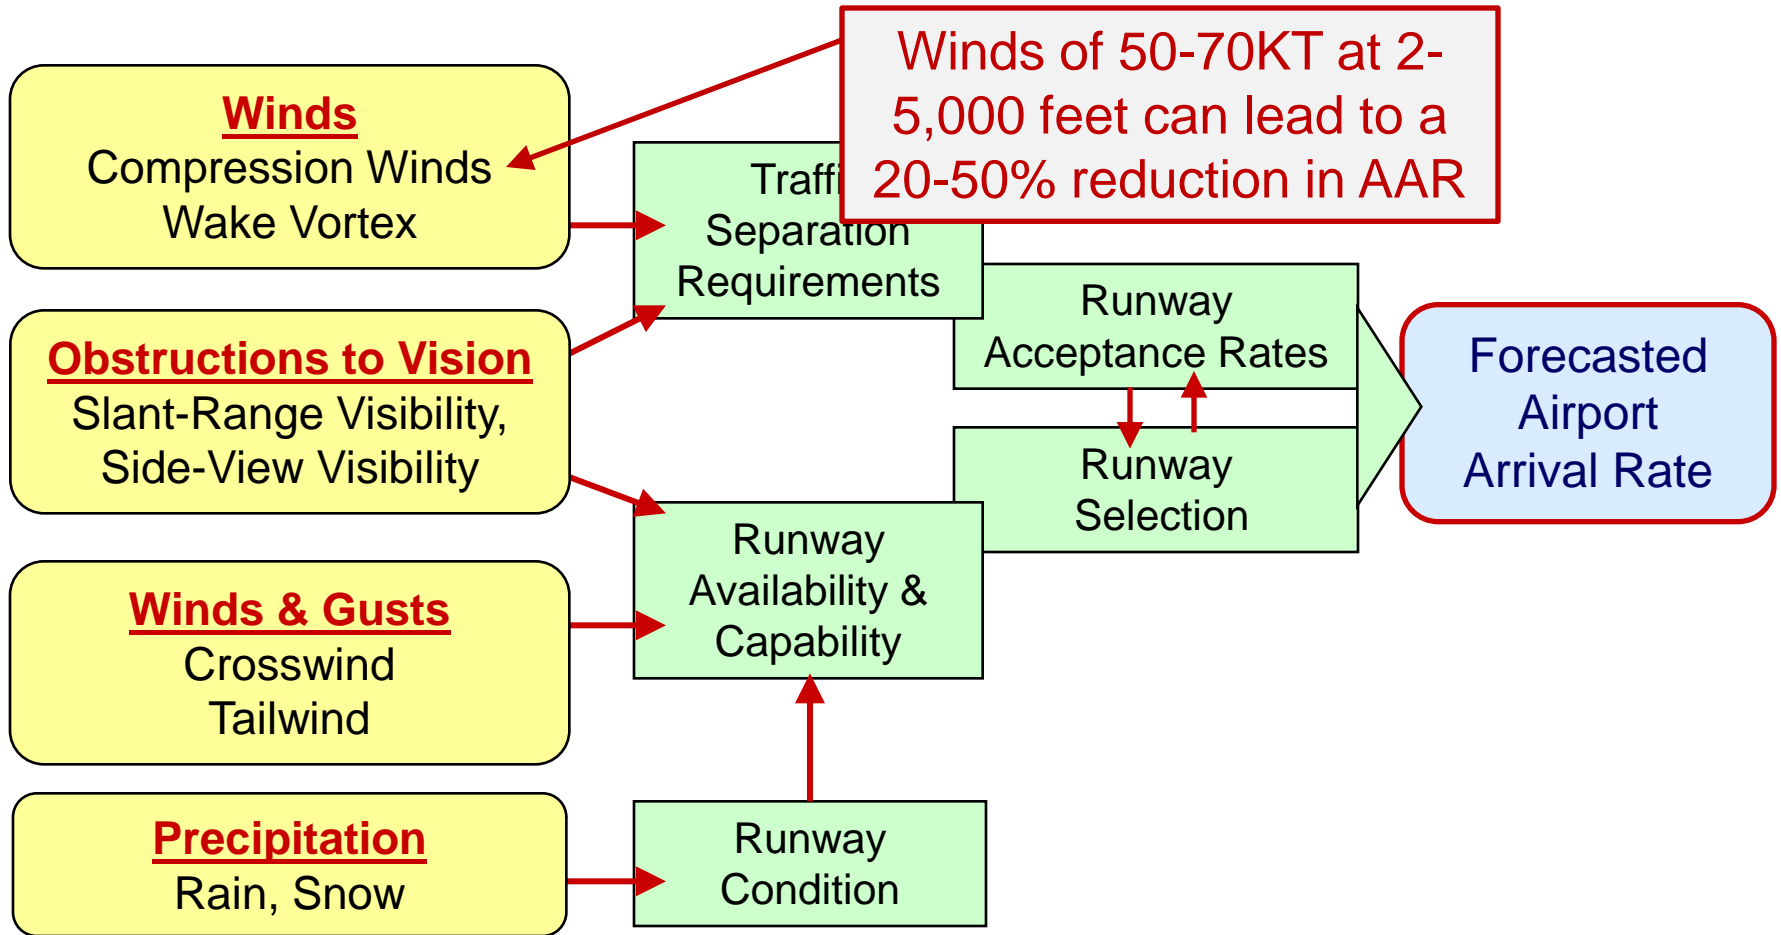 Winds
Compression Winds
Wake Vortex
Winds of 50-70KT at 2-
5,000 feet can lead to a
20-50% reduction in AAR
Traffi
Separation
Requirements
Obstructions to Vision
Slant-Range Visibility,
Side-View Visibility
Runway
Acceptance Rates
Runway
Selection
Forecasted
Airport
Arrival Rate
Winds & Gusts
Crosswind
Tailwind
Runway
Availability &
Capability
Precipitation
Rain, Snow
Runway
Condition